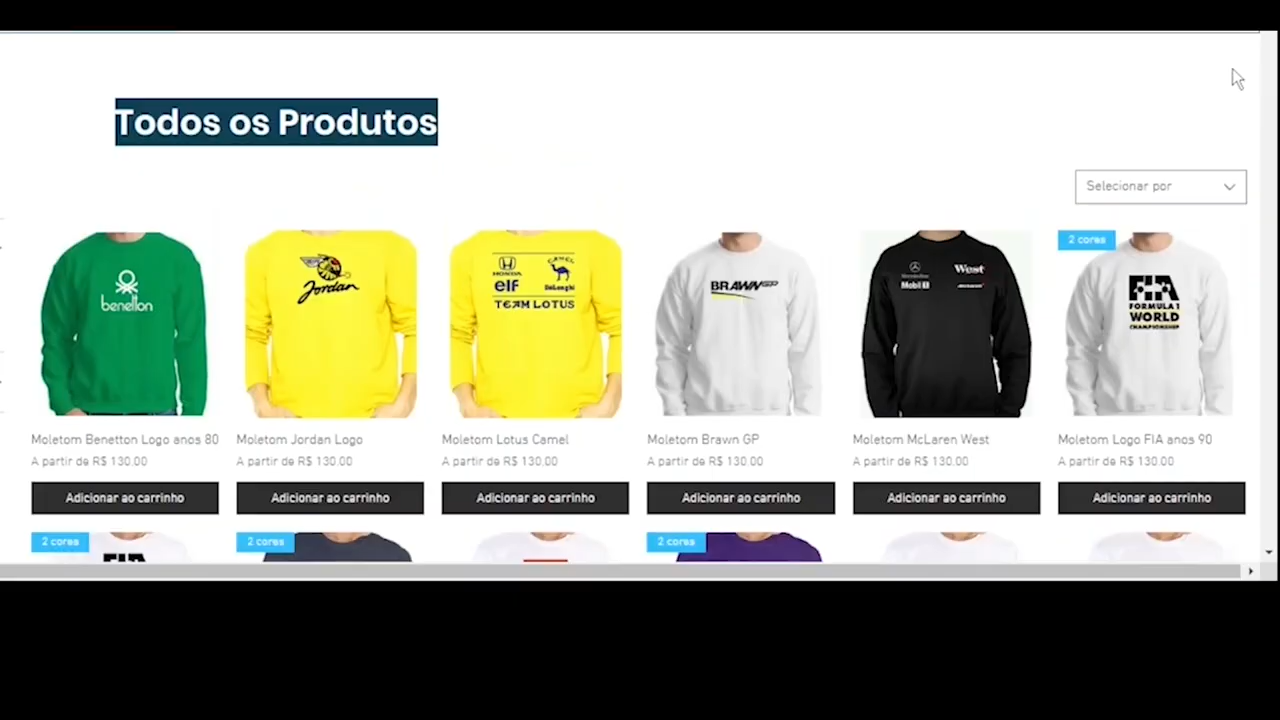 Todos os Produtos
Selecionar por
2 cores
benetton
Jordan
HONDA
CAMEL
elf
DeLonghi
TEAM LOTUS
BRAWN GP
West
Mobil 1
FIA
FORMULA 1
WORLD
CHAMPIONSHIP
Moletom Benetton Logo anos 80
Moletom Jordan Logo
Moletom Lotus Camel
Moletom Brawn GP
Moletom McLaren West
Moletom Logo FIA anos 90
A partir de R$ 130.00
A partir de R$ 130.00
A partir de R$ 130.00
A partir de R$ 130.00
A partir de R$ 130.00
A partir de R$ 130.00
Adicionar ao carrinho
Adicionar ao carrinho
Adicionar ao carrinho
Adicionar ao carrinho
Adicionar ao carrinho
Adicionar ao carrinho
2 cores
2 cores
2 cores